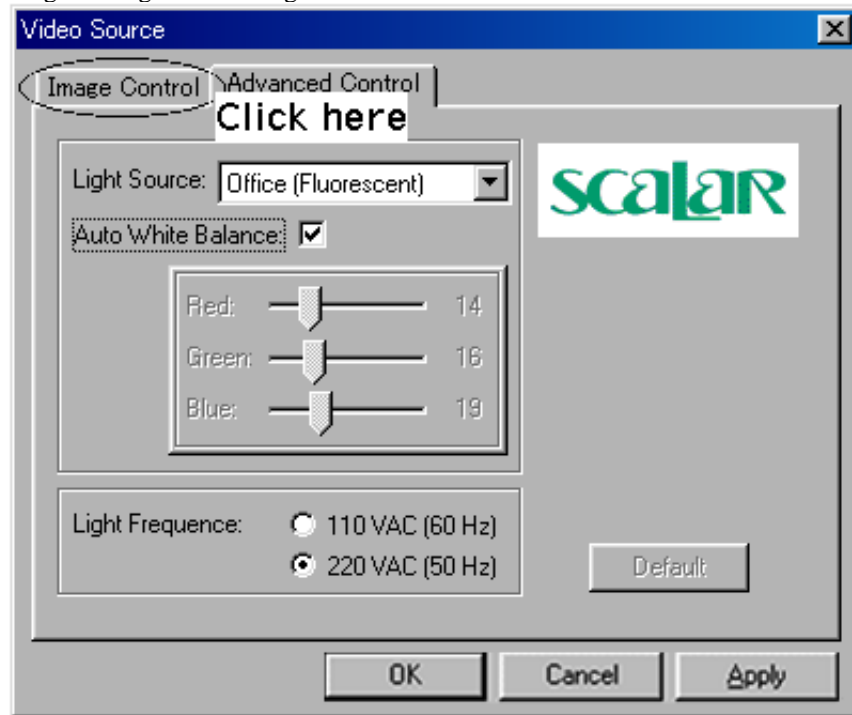 Video Source
Image Control Advanced Control
Click here
Light Source: Office (Fluorescent)
scalar
Auto White Balance:
Red: 14
Green: 16
Blue: 19
Light Frequence: 110 VAC (60 Hz)
220 VAC (50 Hz)
Default
OK Cancel Apply